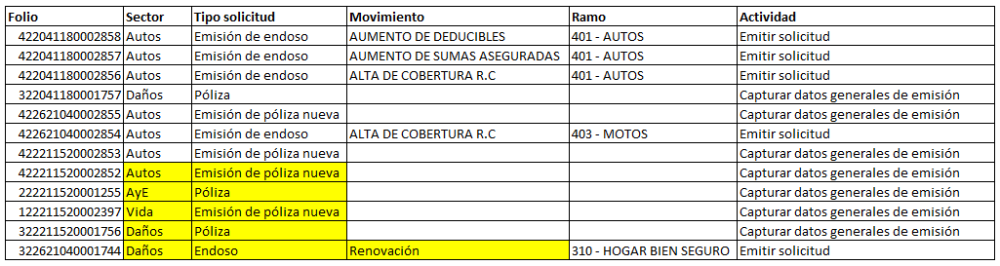 Folio Sector Tipo solicitud Movimiento Ramo Actividad
422041180002858 Autos Emisión de endoso AUMENTO DE DEDUCIBLES 401 - AUTOS Emitir solicitud
422041180002857 Autos Emisión de endoso AUMENTO DE SUMAS ASEGURADAS 401 - AUTOS Emitir solicitud
422041180002856 Autos Emisión de endoso ALTA DE COBERTURA R.C 401 - AUTOS Emitir solicitud
322041180001757 Daños Póliza Capturar datos generales de emisión
422621040002855 Autos Emisión de póliza nueva Capturar datos generales de emisión
422621040002854 Autos Emisión de endoso ALTA DE COBERTURA R.C 403 - MOTOS Emitir solicitud
422211520002853 Autos Emisión de póliza nueva Capturar datos generales de emisión
422211520002852 Autos Emisión de póliza nueva Capturar datos generales de emisión
222211520001255 AyE Póliza Capturar datos generales de emisión
122211520002397 Vida Emisión de póliza nueva Capturar datos generales de emisión
322211520001756 Daños Póliza Capturar datos generales de emisión
322621040001744 Daños Endoso Renovación 310 - HOGAR BIEN SEGURO Emitir solicitud